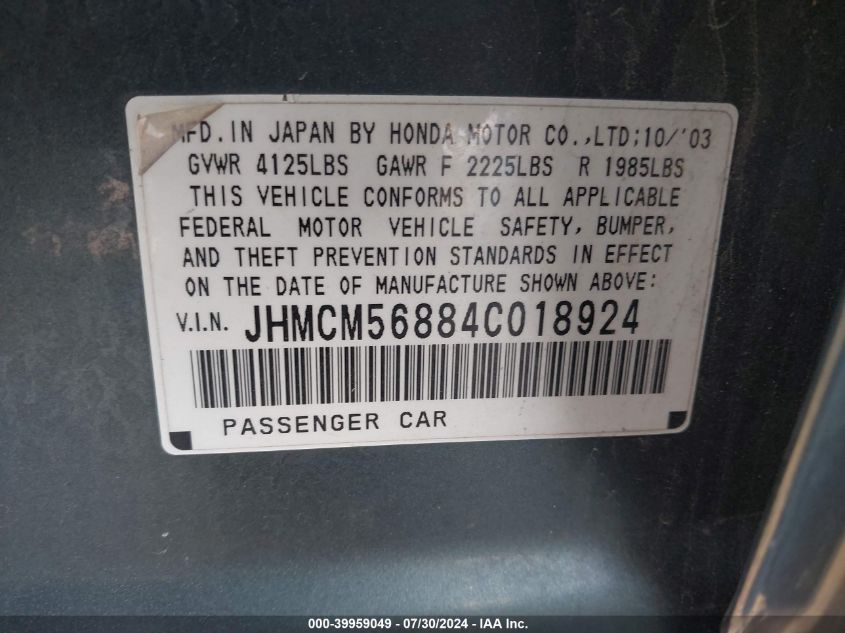 MFD.IN JAPAN BY HONDA MOTOR CO.,LTD;10/'03
GVWR 4125LBS GAWR F 2225LBS R 1985LBS
THIS VEHICLE CONFORMS TO ALL APPLICABLE
FEDERAL MOTOR VEHICLE SAFETY, BUMPER,
AND THEFT PREVENTION STANDARDS IN EFFECT
ON THE DATE OF MANUFACTURE SHOWN ABOVE:
V.I.N. JHMCM56884C018924
PASSENGER CAR
000-39959049 / 07/30/2024 - IAA Inc.